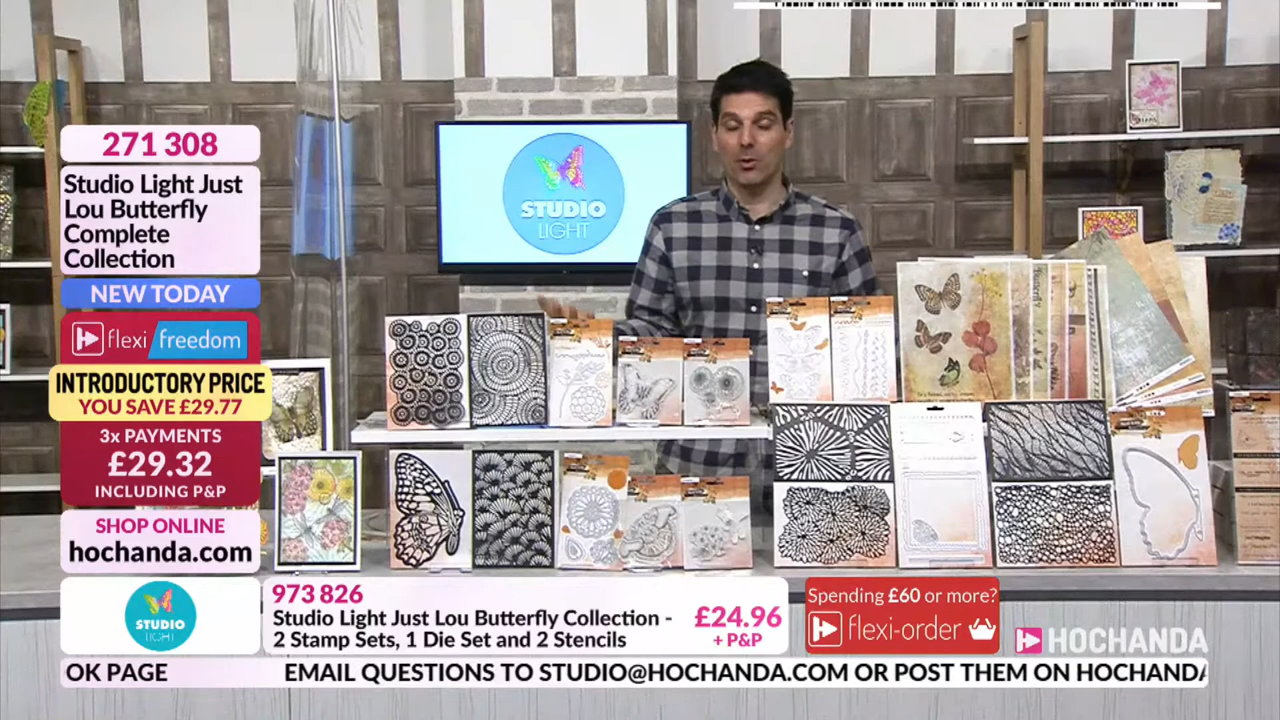 271 308
Studio Light Just
Lou Butterfly
Complete
Collection
NEW TODAY
flexi freedom
INTRODUCTORY PRICE
YOU SAVE £29.77
3x PAYMENTS
£29.32
INCLUDING P&P
SHOP ONLINE
hochanda.com
STUDIO
LIGHT
STUDIO
LIGHT
973 826
Studio Light Just Lou Butterfly Collection -
2 Stamp Sets, 1 Die Set and 2 Stencils
£24.96
+ P&P
Spending £60 or more?
flexi-order
HOCHANDA
OK PAGE EMAIL QUESTIONS TO STUDIO@HOCHANDA.COM OR POST THEM ON HOCHANDA